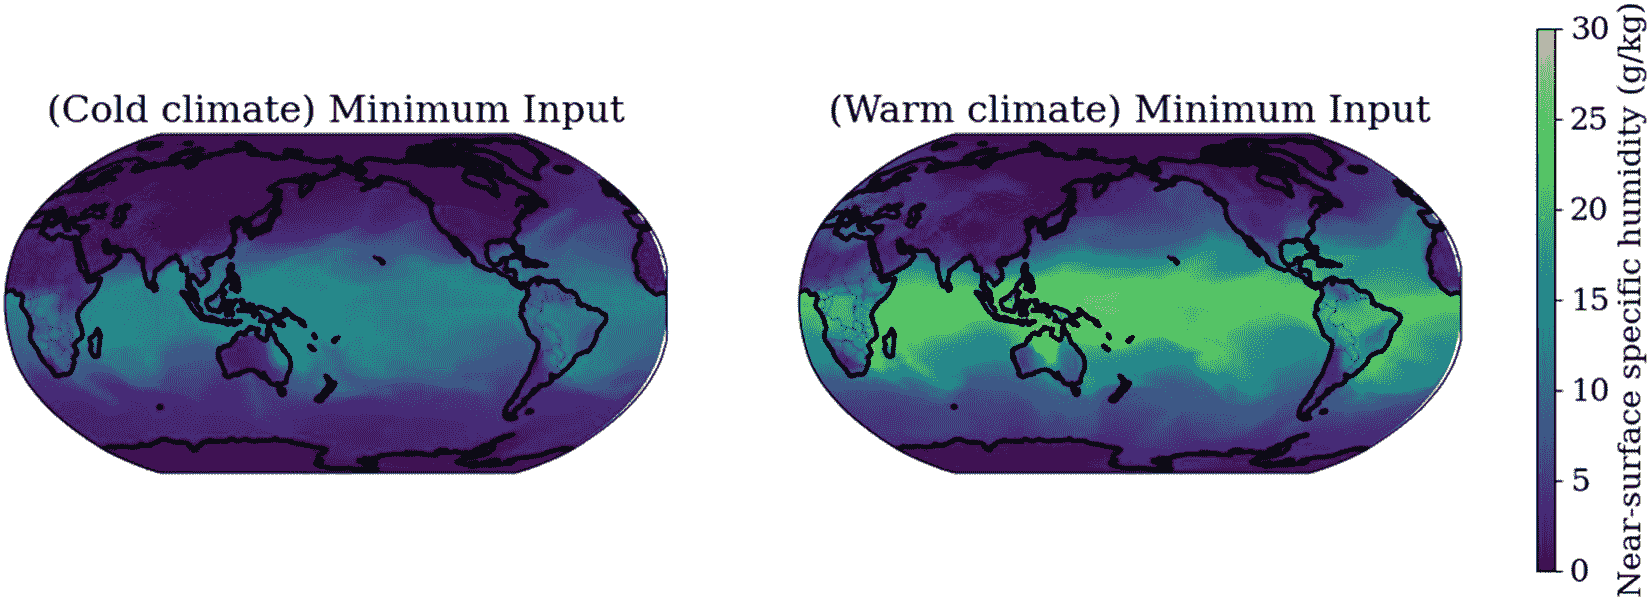 (Cold climate) Minimum Input
(Warm climate) Minimum Input
30
25
20
15
10
5
0
Near-surface specific humidity (g/kg)